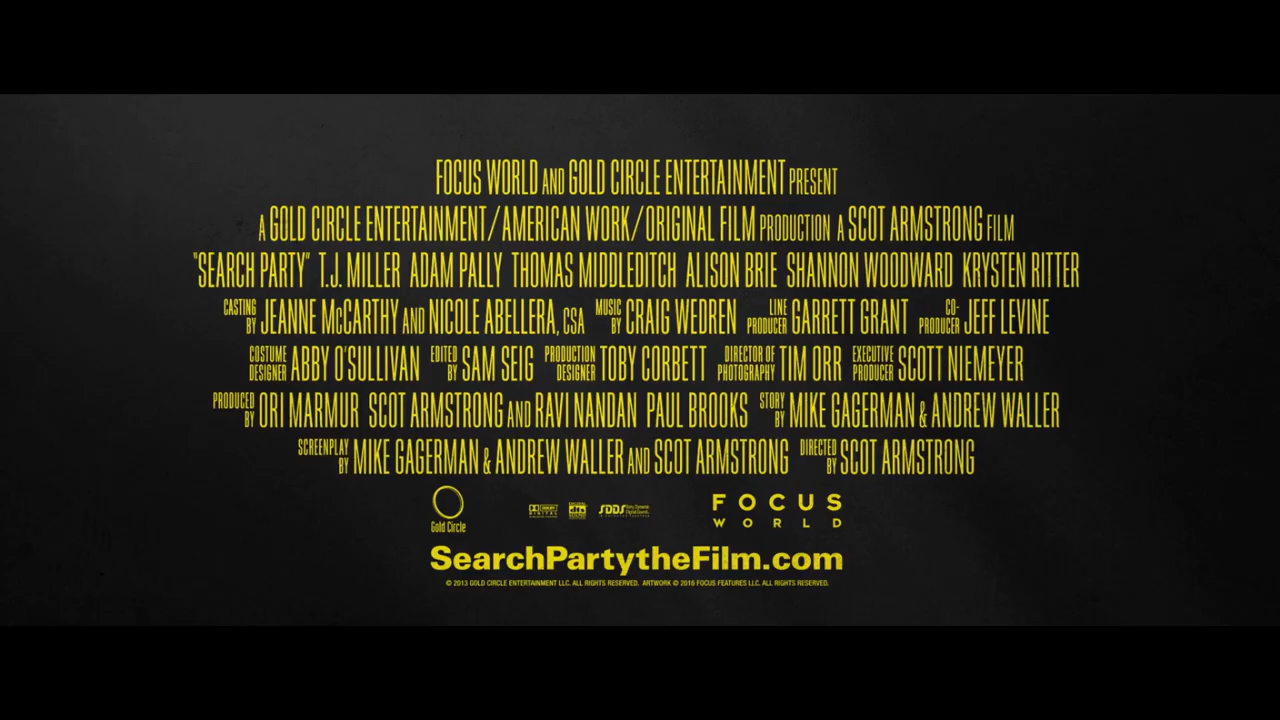 FOCUS WORLD AND GOLD CIRCLE ENTERTAINMENT PRESENT
A GOLD CIRCLE ENTERTAINMENT/AMERICAN WORK/ORIGINAL FILM PRODUCTION A SCOT ARMSTRONG FILM
"SEARCH PARTY" T.J. MILLER ADAM PALLY THOMAS MIDDLEDITCH ALISON BRIE SHANNON WOODWARD KRYSTEN RITTER
CASTING BY JEANNE McCARTHY AND NICOLE ABELLERA, CSA MUSIC BY CRAIG WEDREN LINE PRODUCER GARRETT GRANT CO-PRODUCER JEFF LEVINE
COSTUME DESIGNER ABBY O'SULLIVAN EDITED BY SAM SEIG PRODUCTION DESIGNER TOBY CORBETT DIRECTOR OF PHOTOGRAPHY TIM ORR EXECUTIVE PRODUCER SCOTT NIEMEYER
PRODUCED BY ORI MARMUR SCOT ARMSTRONG AND RAVI NANDAN PAUL BROOKS STORY BY MIKE GAGERMAN & ANDREW WALLER
SCREENPLAY BY MIKE GAGERMAN & ANDREW WALLER AND SCOT ARMSTRONG DIRECTED BY SCOT ARMSTRONG
Gold Circle DIGITAL SDDS FOCUS WORLD
SearchPartytheFilm.com
© 2013 GOLD CIRCLE ENTERTAINMENT LLC. ALL RIGHTS RESERVED. ARTWORK © 2016 FOCUS FEATURES LLC. ALL RIGHTS RESERVED.